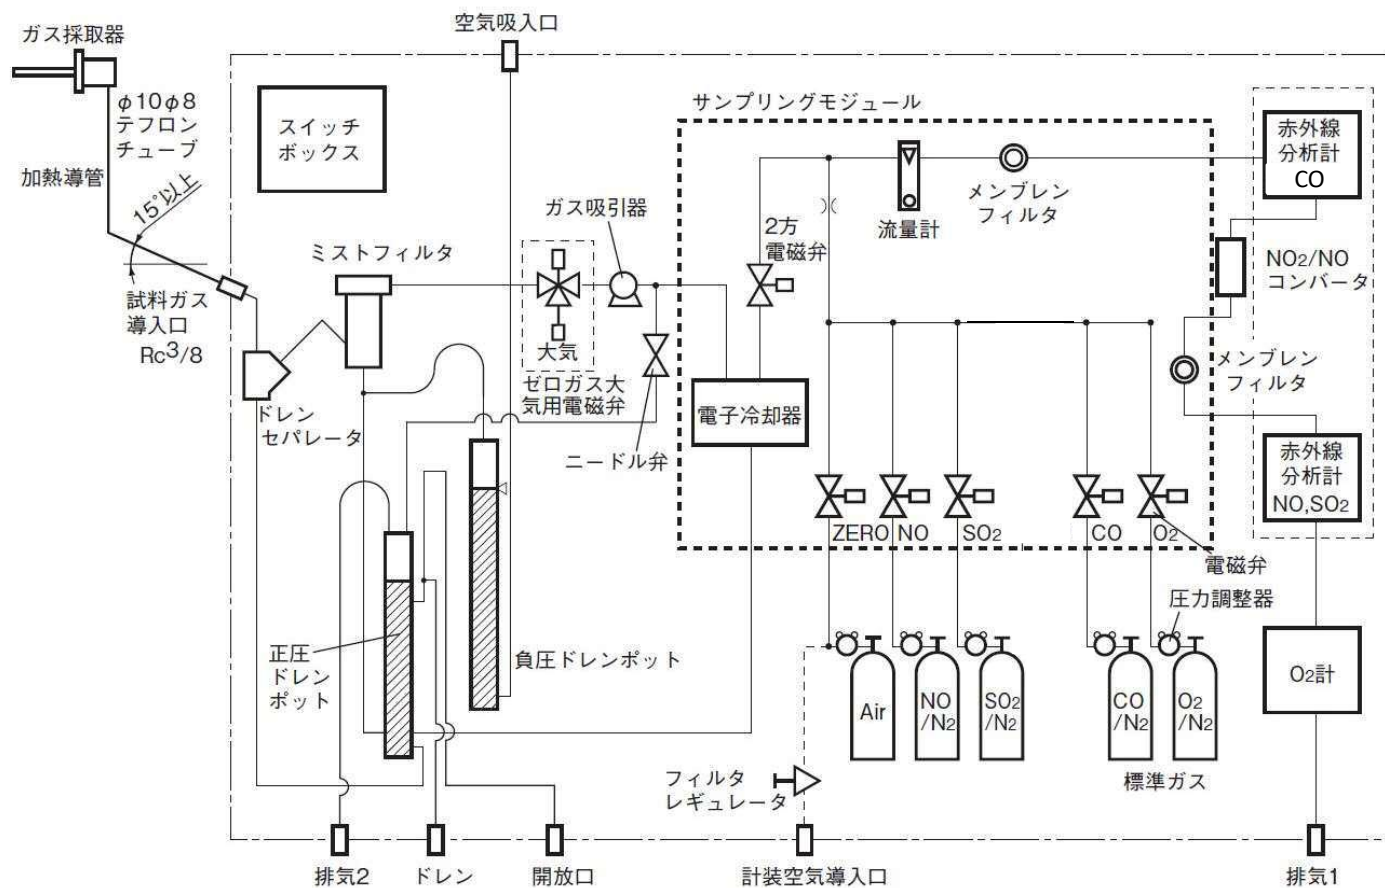 ガス採取器
空気吸入口
φ10φ8
テフロン
チューブ
加熱導管
15°以上
試料ガス
導入口
Rc3/8
スイッチ
ボックス
ミストフィルタ
ガス吸引器
大気
ゼロガス大
気用電磁弁
ニードル弁
ドレン
セパレータ
サンプリングモジュール
2方
電磁弁
流量計
メンブレン
フィルタ
赤外線
分析計
CO
NO2/NO
コンバータ
メンブレン
フィルタ
電子冷却器
赤外線
分析計
NO,SO2
ZERO
NO
SO2
CO
O2
電磁弁
圧力調整器
正圧
ドレン
ポット
負圧ドレンポット
Air
NO
/N2
SO2
/N2
CO
/N2
O2
/N2
O2計
フィルタ
レギュレータ
標準ガス
排気2
ドレン
開放口
計装空気導入口
排気1